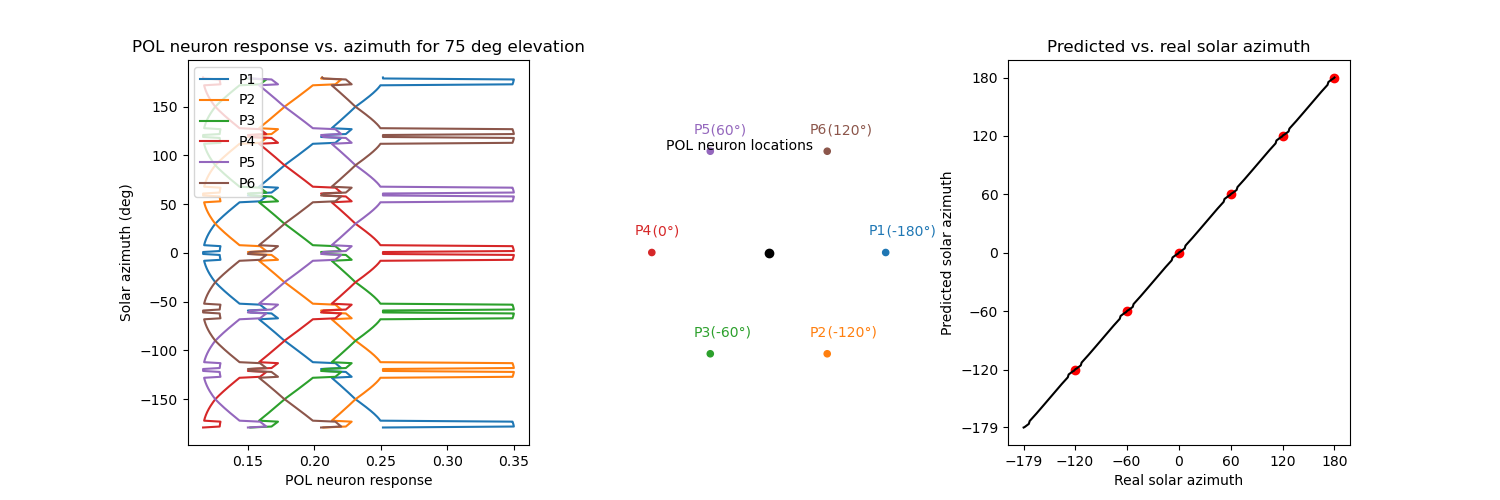 POL neuron response vs. azimuth for 75 deg elevation
P1
P2
P3
P4
P5
P6
150
100
50
0
−50
−100
−150
Solar azimuth (deg)
0.15 0.20 0.25 0.30 0.35
POL neuron response
P5(60°) P6(120°)
POL neuron locations
P4(0°) P1(-180°)
P3(-60°) P2(-120°)
Predicted vs. real solar azimuth
180
120
60
0
−60
−120
−179
Predicted solar azimuth
−179 −120 −60 0 60 120 180
Real solar azimuth